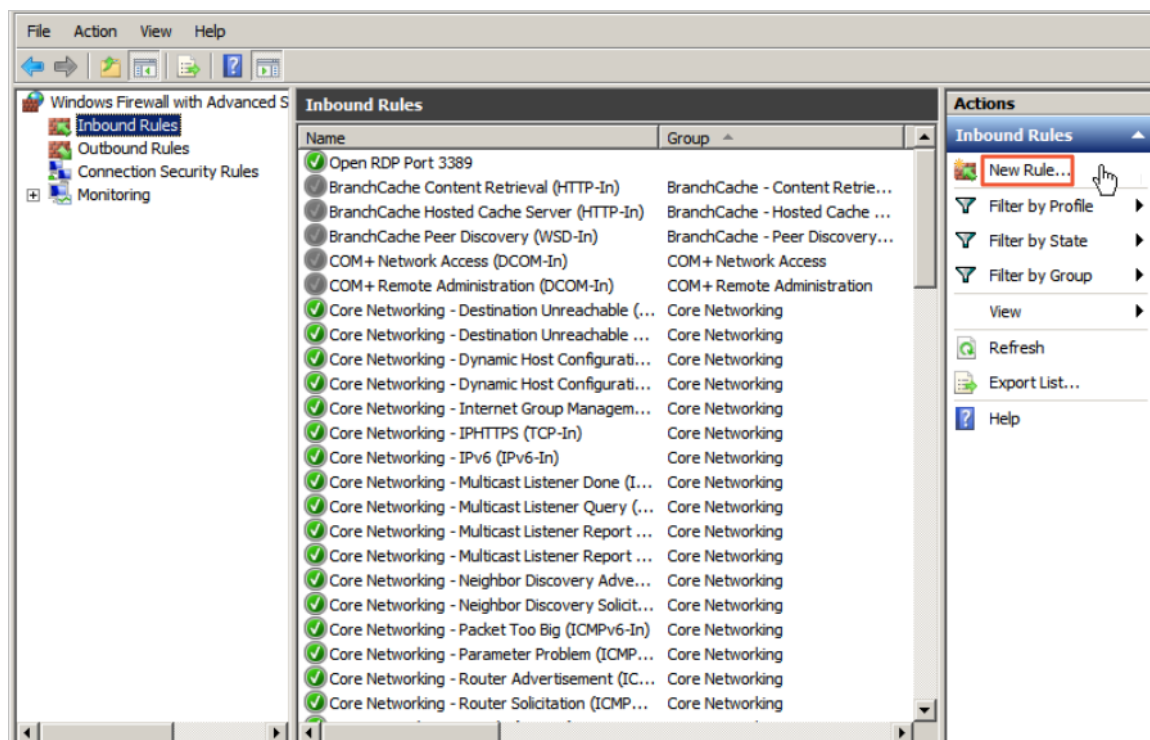 File Action View Help
Windows Firewall with Advanced S
Inbound Rules
Outbound Rules
Connection Security Rules
Monitoring
Inbound Rules
Name Group
Open RDP Port 3389
BranchCache Content Retrieval (HTTP-In) BranchCache - Content Retrie...
BranchCache Hosted Cache Server (HTTP-In) BranchCache - Hosted Cache ...
BranchCache Peer Discovery (WSD-In) BranchCache - Peer Discovery...
COM+ Network Access (DCOM-In) COM+ Network Access
COM+ Remote Administration (DCOM-In) COM+ Remote Administration
Core Networking - Destination Unreachable (... Core Networking
Core Networking - Destination Unreachable ... Core Networking
Core Networking - Dynamic Host Configurati... Core Networking
Core Networking - Dynamic Host Configurati... Core Networking
Core Networking - Internet Group Managem... Core Networking
Core Networking - IPHTTPS (TCP-In) Core Networking
Core Networking - IPv6 (IPv6-In) Core Networking
Core Networking - Multicast Listener Done (I... Core Networking
Core Networking - Multicast Listener Query (... Core Networking
Core Networking - Multicast Listener Report ... Core Networking
Core Networking - Multicast Listener Report ... Core Networking
Core Networking - Neighbor Discovery Adve... Core Networking
Core Networking - Neighbor Discovery Solicit... Core Networking
Core Networking - Packet Too Big (ICMPv6-In) Core Networking
Core Networking - Parameter Problem (ICMP... Core Networking
Core Networking - Router Advertisement (IC... Core Networking
Core Networking - Router Solicitation (ICMP... Core Networking
Actions
Inbound Rules
New Rule...
Filter by Profile
Filter by State
Filter by Group
View
Refresh
Export List...
Help